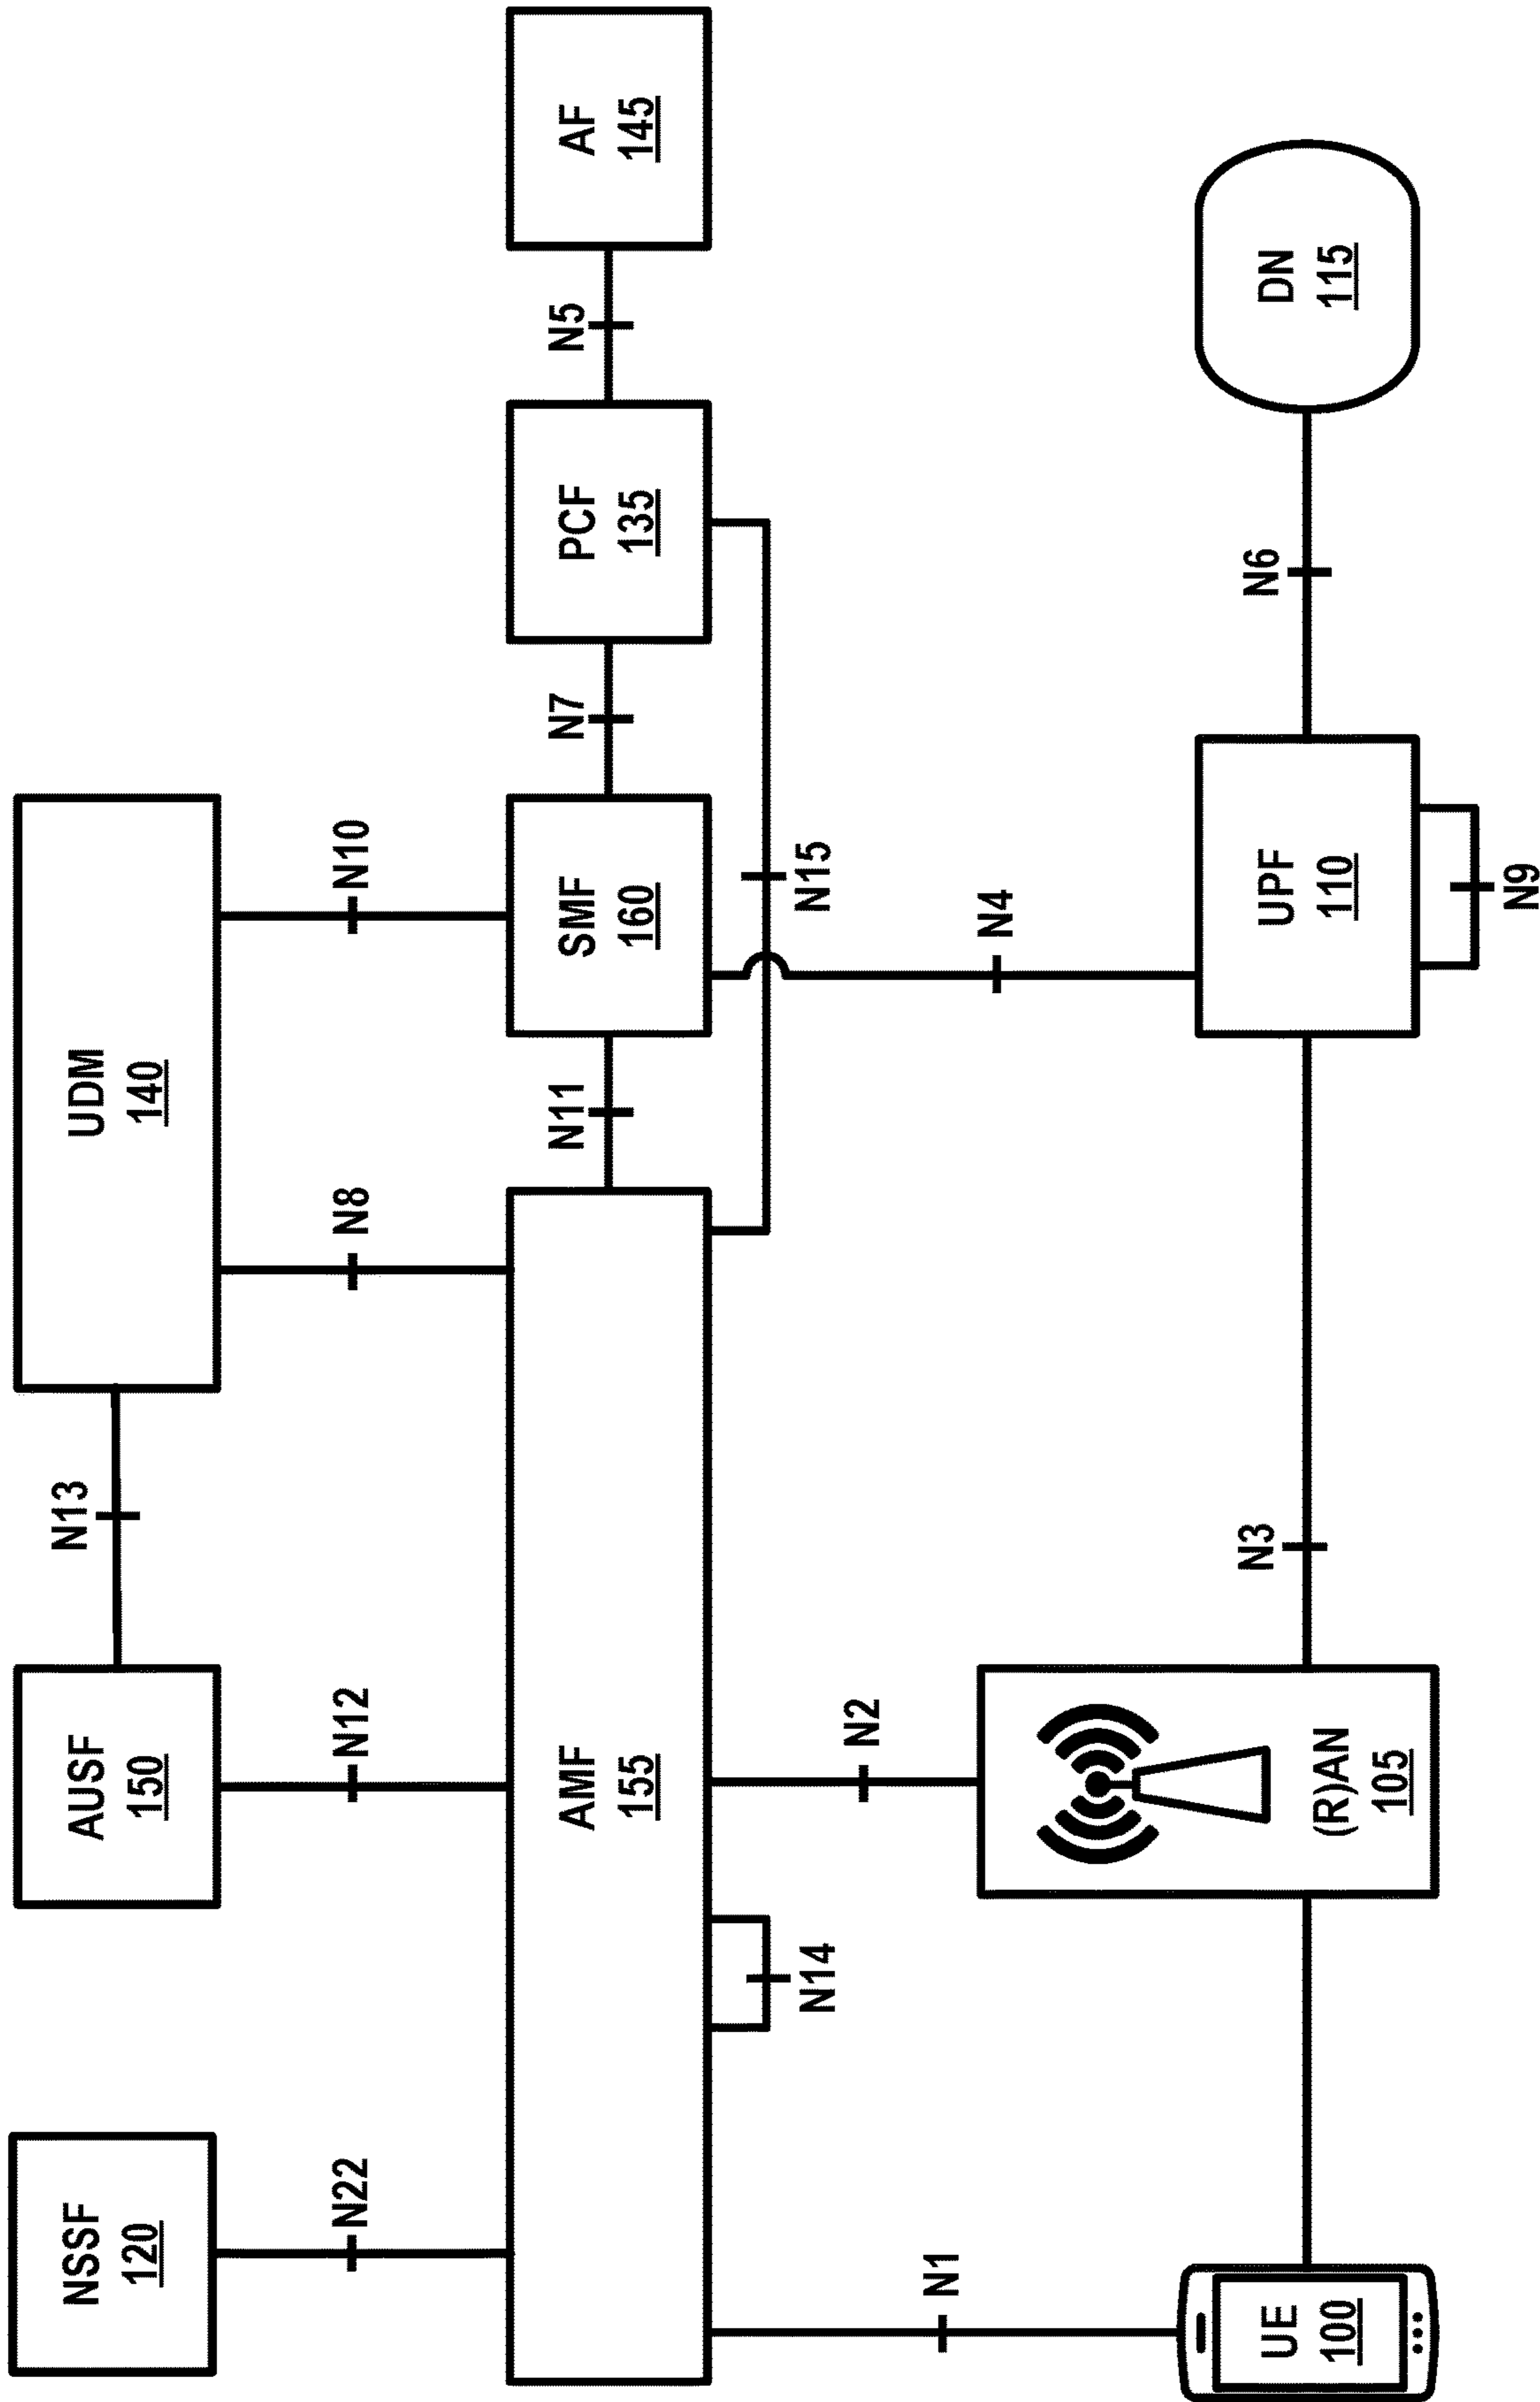 NSSF
120
AUSF
150
N13
UDM
140
N22
N12
N8
N10
AMF
155
N11
SMF
160
N7
PCF
135
N5
AF
145
N14
N15
N1
N2
N4
UE
100
(R)AN
105
N3
UPF
110
N6
DN
115
N9